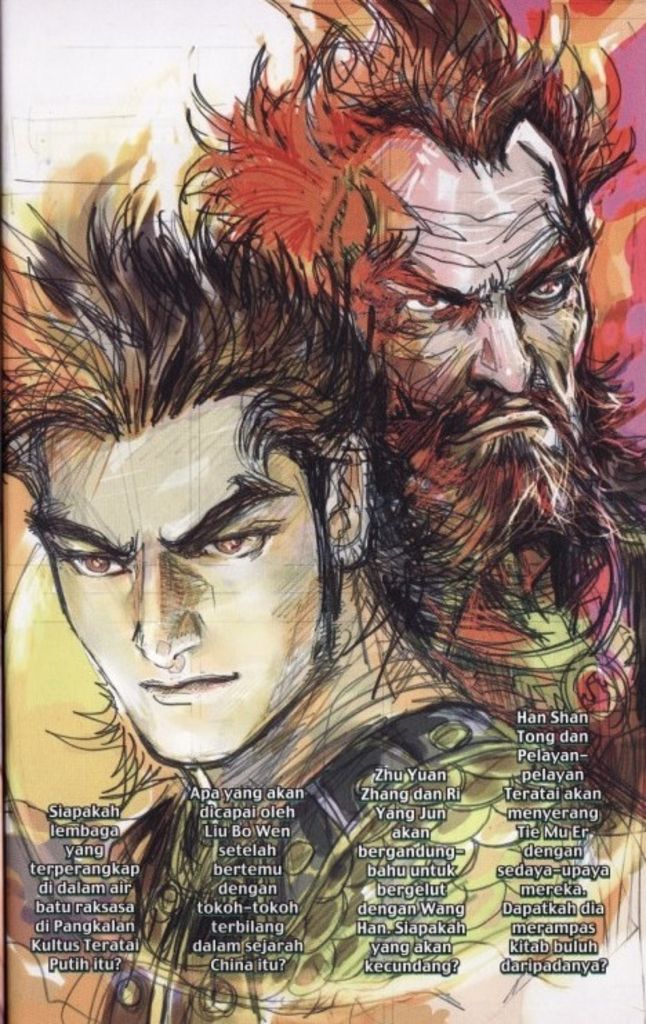 Siapakah
lembaga
yang
terperangkap
di dalam air
batu raksasa
di Pangkalan
Kultus Teratai
Putih itu?
Apa yang akan
dicapai oleh
Liu Bo Wen
setelah
bertemu
dengan
tokoh-tokoh
terbilang
dalam sejarah
China itu?
Zhu Yuan
Zhang dan Ri
Yang Jun
akan
bergandung-
bahu untuk
bergelut
dengan Wang
Han. Siapakah
yang akan
kecundang?
Han Shan
Tong dan
Pelayan-
pelayan
Teratai akan
menyerang
Tie Mu Er
dengan
sedaya-upaya
mereka.
Dapatkah dia
merampas
kitab buluh
daripadanya?